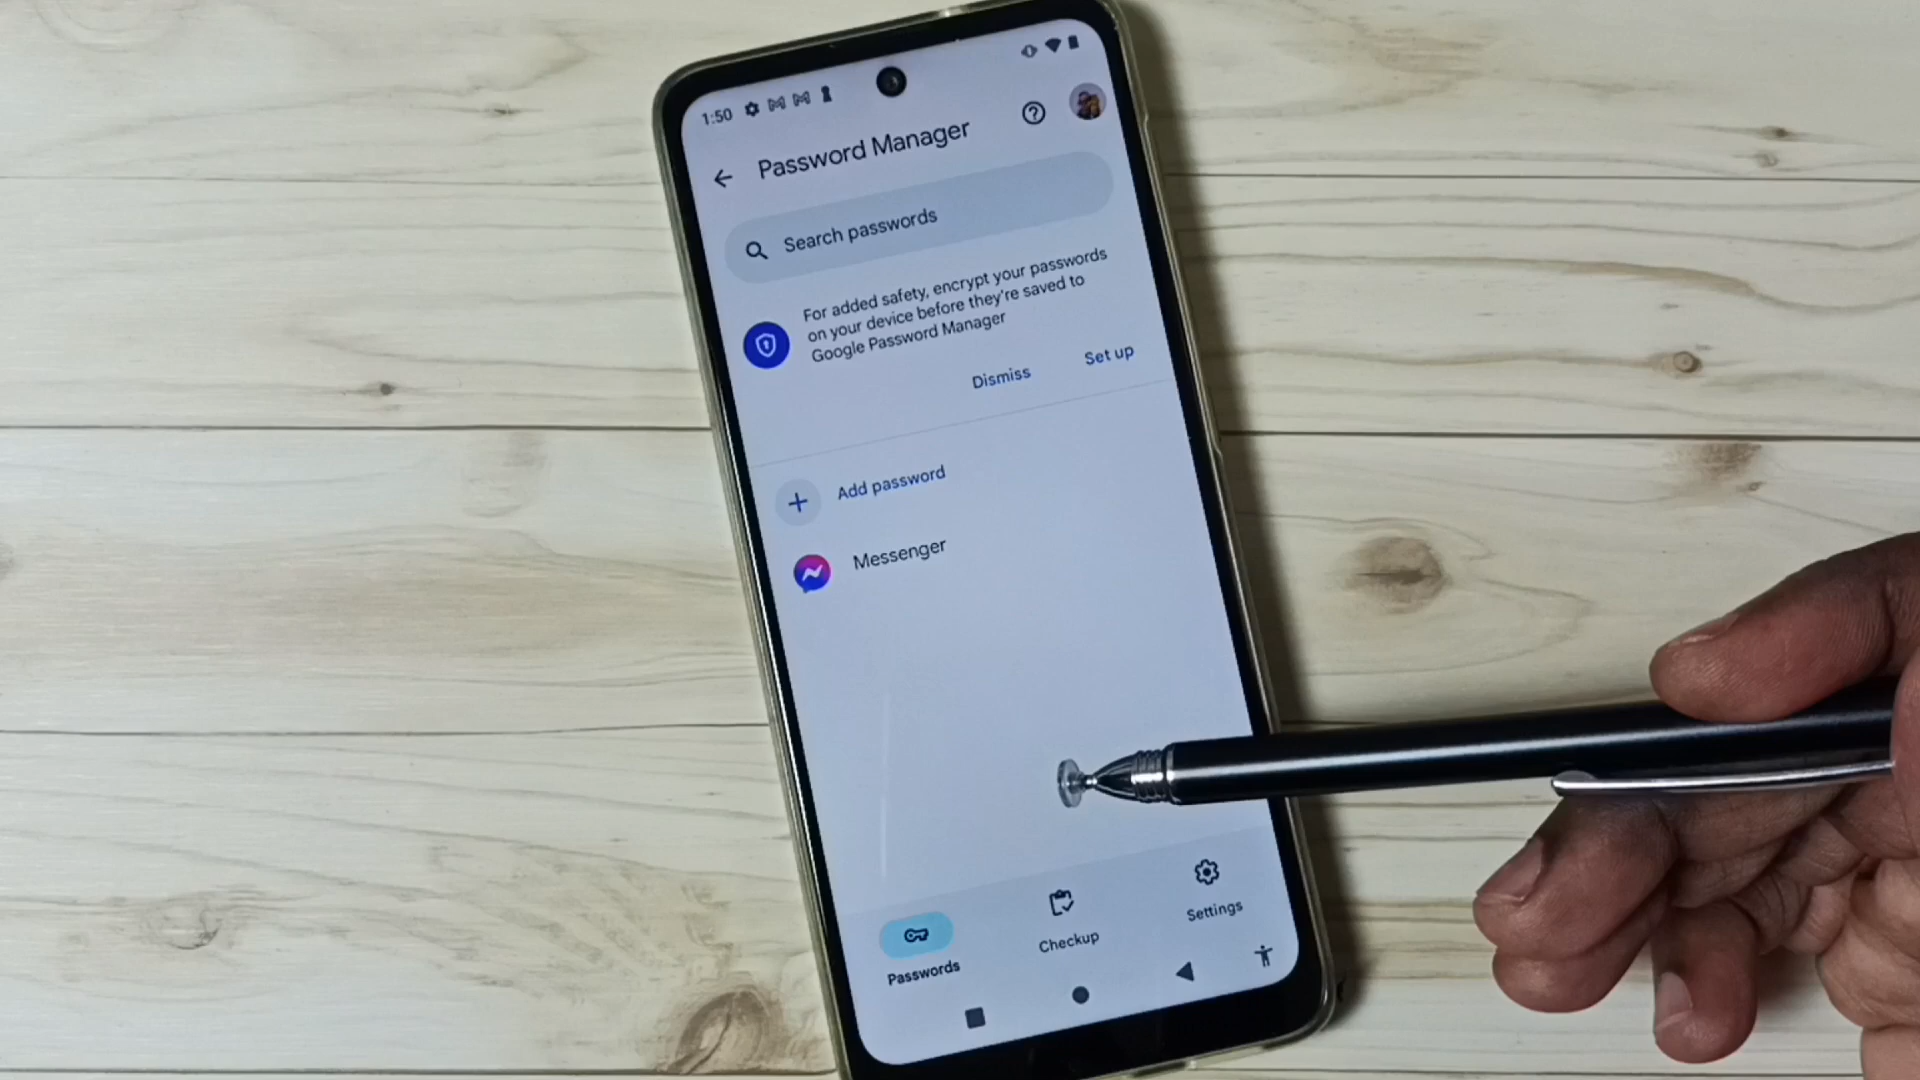 1:50
Password Manager
Search passwords
For added safety, encrypt your passwords
on your device before they're saved to
Google Password Manager
Dismiss
Set up
Add password
Messenger
Passwords
Checkup
Settings